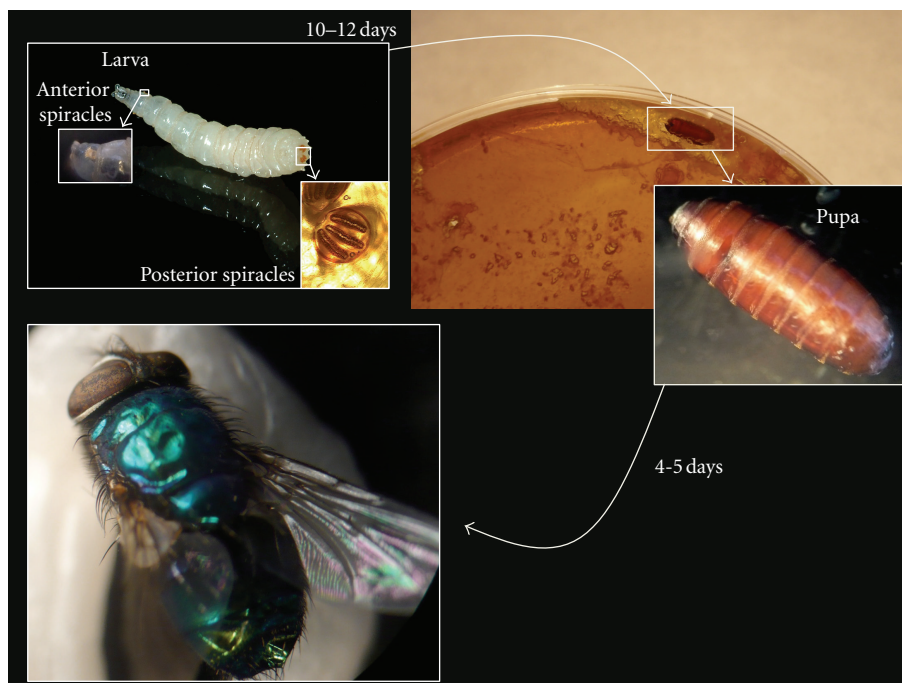 10–12 days
Larva
Anterior
spiracles
Posterior spiracles
Pupa
4-5 days